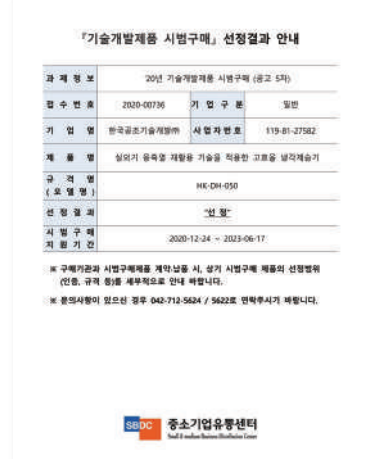 「기술개발제품 시범구매」 선정결과 안내
과 제 정 보 '20년 기술개발제품 시범구매 (공고 5차)
접 수 번 호 2020-00736 기 업 구 분 일반
기 업 명 한국공조기술개발㈜ 사 업 자 번 호 119-81-27582
제 품 명 실외기 응축열 재활용 기술을 적용한 고효율 냉각제습기
규 격 명
( 모 델 명 ) HK-DH-050
선 정 결 과 "선 정"
시 범 구 매
지 원 기 간 2020-12-24 ~ 2023-06-17
※ 구매기관과 시범구매제품 계약·납품 시, 상기 시범구매 제품의 선정범위
(인증, 규격 등)를 세부적으로 안내 바랍니다.
※ 문의사항이 있으신 경우 042-712-5624 / 5622로 연락주시기 바랍니다.
SBDC 중소기업유통센터
Small & medium Business Distribution Center